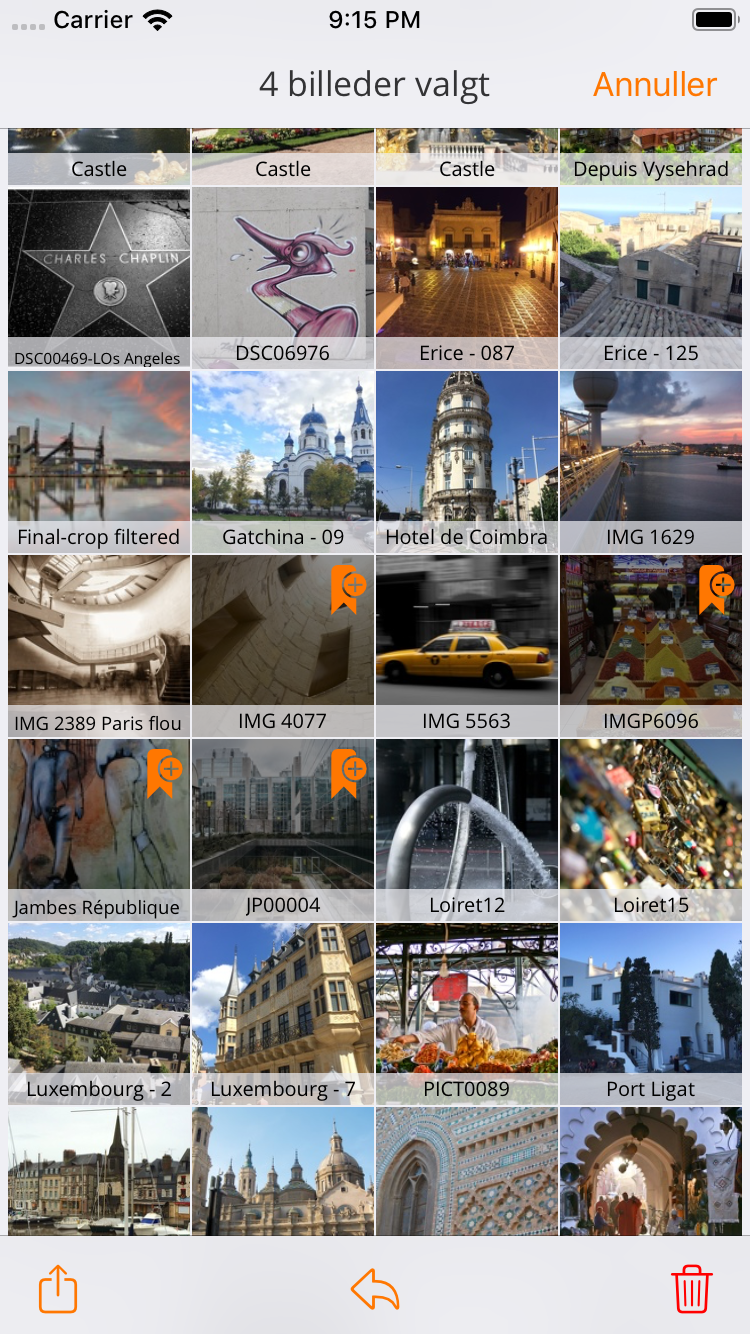 Carrier 9:15 PM
4 billeder valgt Annuller
Castle Castle Castle Depuis Vysehrad
CHARLES CHAPLIN
DSC00469-LOs Angeles DSC06976 Erice - 087 Erice - 125
Final-crop filtered Gatchina - 09 Hotel de Coimbra IMG 1629
IMG 2389 Paris flou IMG 4077 IMG 5563 IMGP6096
Jambes République JP00004 Loiret12 Loiret15
Luxembourg - 2 Luxembourg - 7 PICT0089 Port Ligat